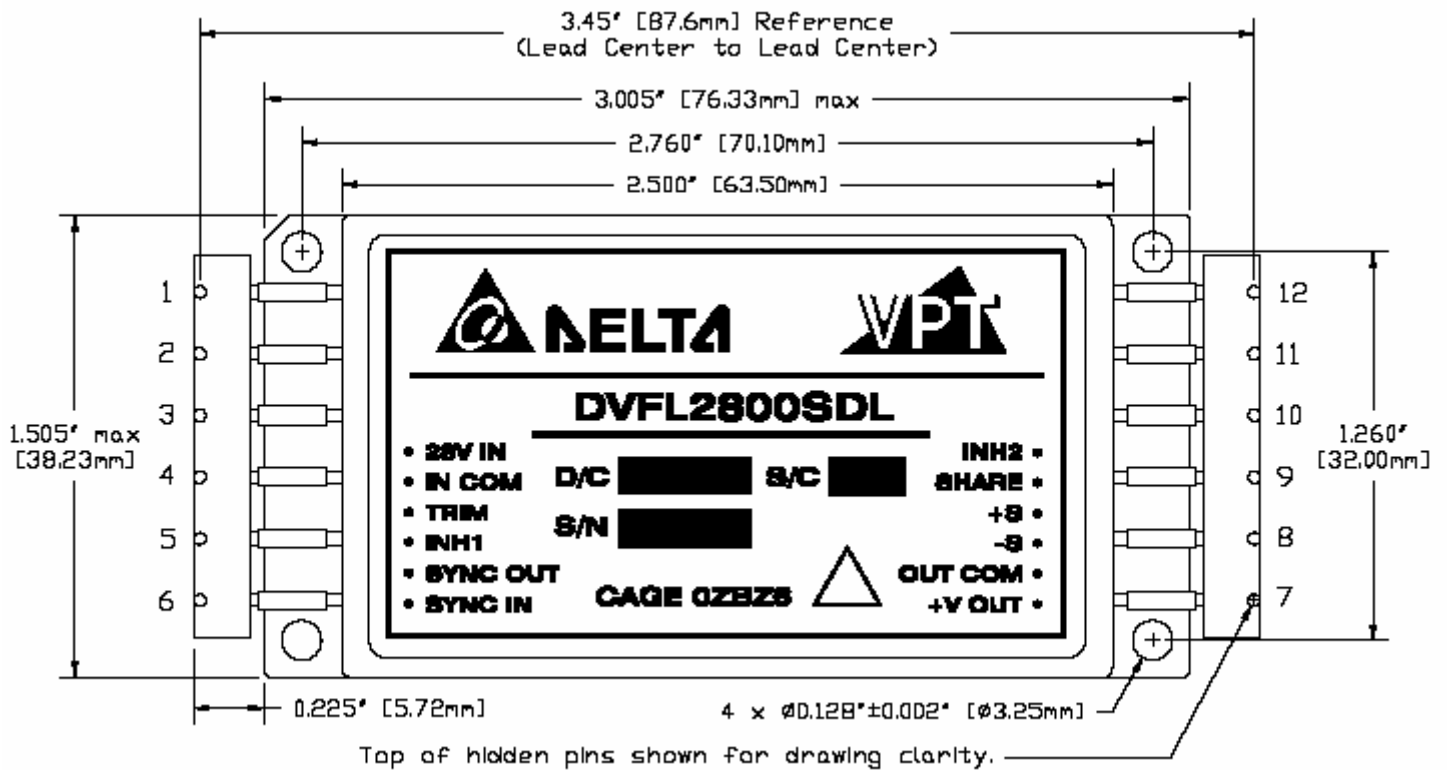 3.45" [87.6mm] Reference
(Lead Center to Lead Center)
3.005" [76.33mm] max
2.760" [70.10mm]
2.500" [63.50mm]
1
2
3
4
5
6
1.505" max
[38.23mm]
DELTA
VPT
DVFL2800SDL
28V IN
IN COM
TRIM
INH1
SYNC OUT
SYNC IN
D/C
S/C
S/N
CAGE 0ZBZ8
INH2
SHARE
+S
-S
OUT COM
+V OUT
12
11
10
9
8
7
1.260"
[32.00mm]
0.225" [5.72mm]
4 x Ø0.128"±0.002" [Ø3.25mm]
Top of hidden pins shown for drawing clarity.